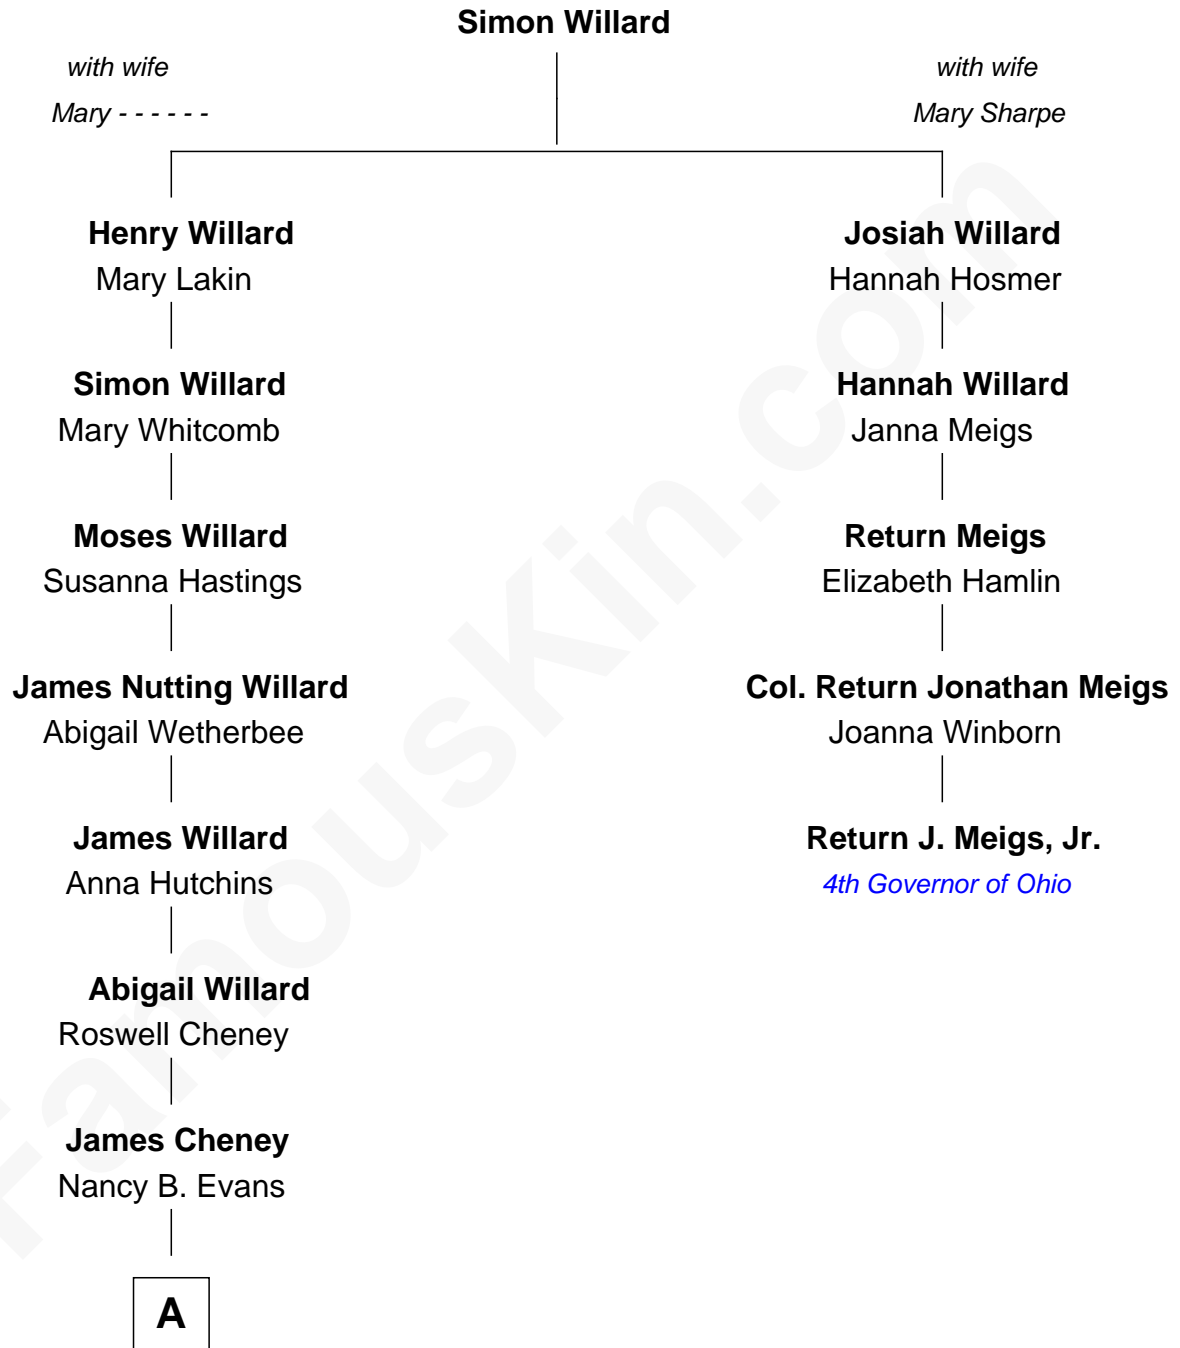 Simon Willard
with wife
Mary - - - - - -
with wife
Mary Sharpe
Henry Willard
Mary Lakin
Josiah Willard
Hannah Hosmer
Simon Willard
Mary Whitcomb
Hannah Willard
Janna Meigs
Moses Willard
Susanna Hastings
Return Meigs
Elizabeth Hamlin
James Nutting Willard
Abigail Wetherbee
Col. Return Jonathan Meigs
Joanna Winborn
James Willard
Anna Hutchins
Return J. Meigs, Jr.
4th Governor of Ohio
Abigail Willard
Roswell Cheney
James Cheney
Nancy B. Evans
A
FamousKin.com